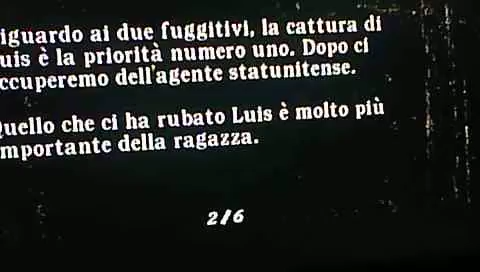 iguardo ai due fuggitivi, la cattura di
uis è la priorità numero uno. Dopo ci
ccuperemo dell'agente statunitense.
uello che ci ha rubato Luis è molto più
mportante della ragazza.
2/6